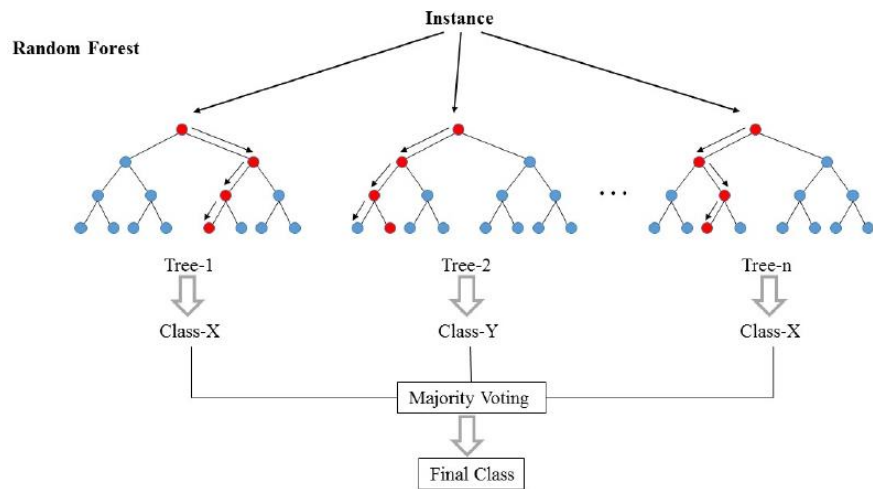 Instance
Random Forest
...
Tree-1
Tree-2
Tree-n
Class-X
Class-Y
Class-X
Majority Voting
Final Class